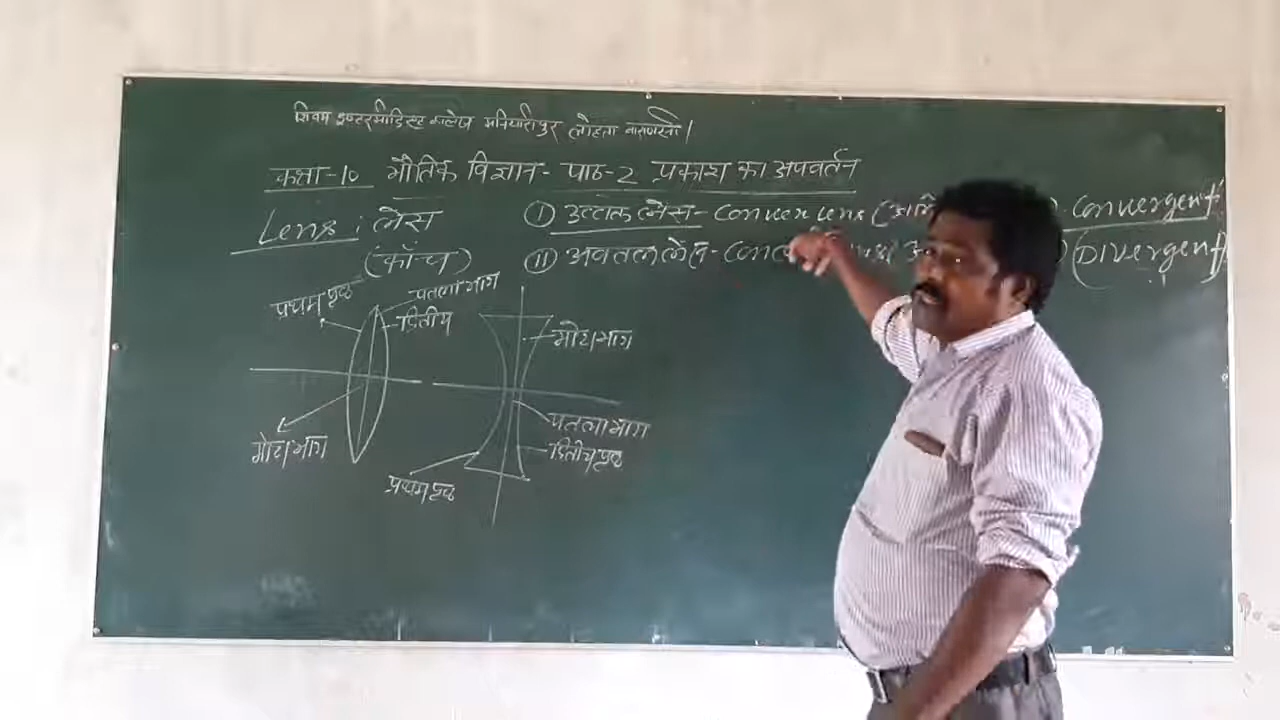 शिवम इण्टरमीडिएट कालेज मनियारीपुर लोहता वाराणसी।
कक्षा-10 भौतिक विज्ञान- पाठ-2 प्रकाश का अपवर्तन
Lens : लेंस
(काँच)
(I) उत्तल लेंस- Convex Lens ( Convergent)
(II) अवतल लेंस- (Divergent)
प्रथम पृष्ठ
पतला भाग
द्वितीय
मोटा भाग
मोटा भाग
पतला भाग
द्वितीय पृष्ठ
प्रथम पृष्ठ